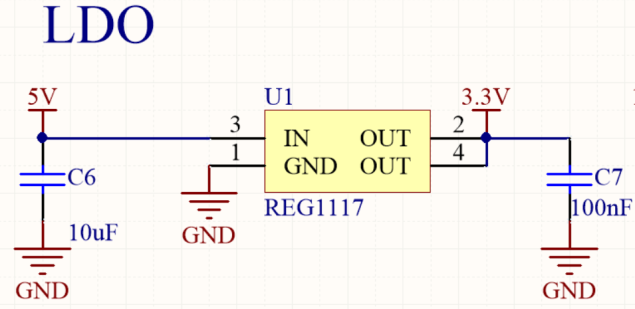 LDO
5V
U1
3.3V
3
IN
OUT
2
1
GND
OUT
4
C6
C7
REG1117
100nF
10uF
GND
GND
GND